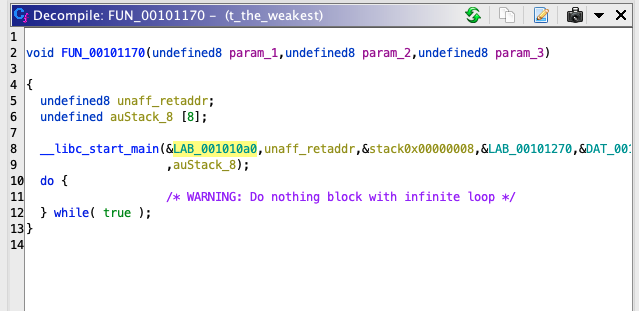 Decompile: FUN_00101170 – (t_the_weakest)
1
2 void FUN_00101170(undefined8 param_1,undefined8 param_2,undefined8 param_3)
3
4 {
5   undefined8 unaff_retaddr;
6   undefined auStack_8 [8];
7
8   __libc_start_main(&LAB_001010a0,unaff_retaddr,&stack0x00000008,&LAB_00101270,&DAT_001
9                     ,auStack_8);
10   do {
11                     /* WARNING: Do nothing block with infinite loop */
12   } while( true );
13 }
14